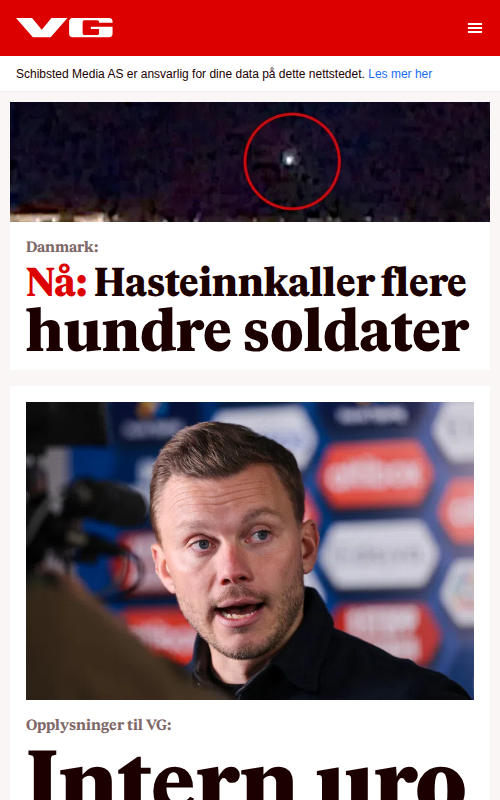 VG
Schibsted Media AS er ansvarlig for dine data på dette nettstedet. Les mer her
Danmark:
Nå: Hasteinnkaller flere
hundre soldater
Opplysninger til VG:
Intern uro